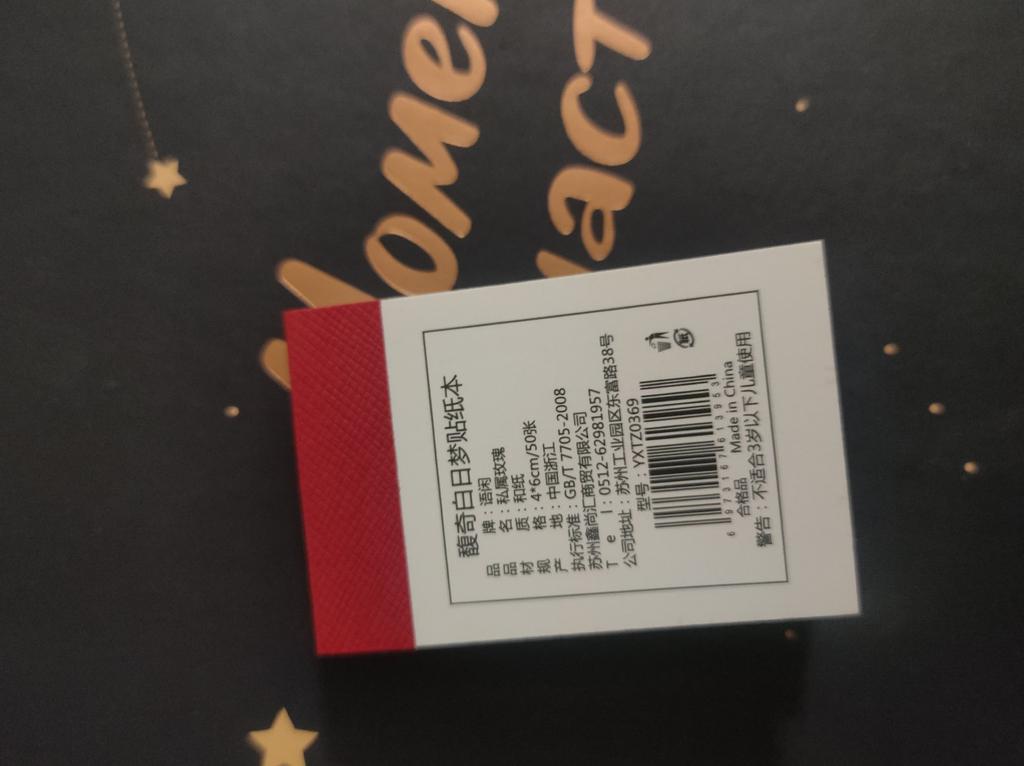 馥奇白日梦贴纸本
品 牌：语闲
品 名：私属玫瑰
材 质：和纸
规 格：4*6cm/50张
产 地：中国浙江
执行标准：GB/T 7705-2008
苏州鑫尚汇商贸有限公司
Tel：0512-62981957
公司地址：苏州工业园区东富路38号
型号：YXTZ0369
6 973167 613953
合格品 Made in China
警告：不适合3岁以下儿童使用